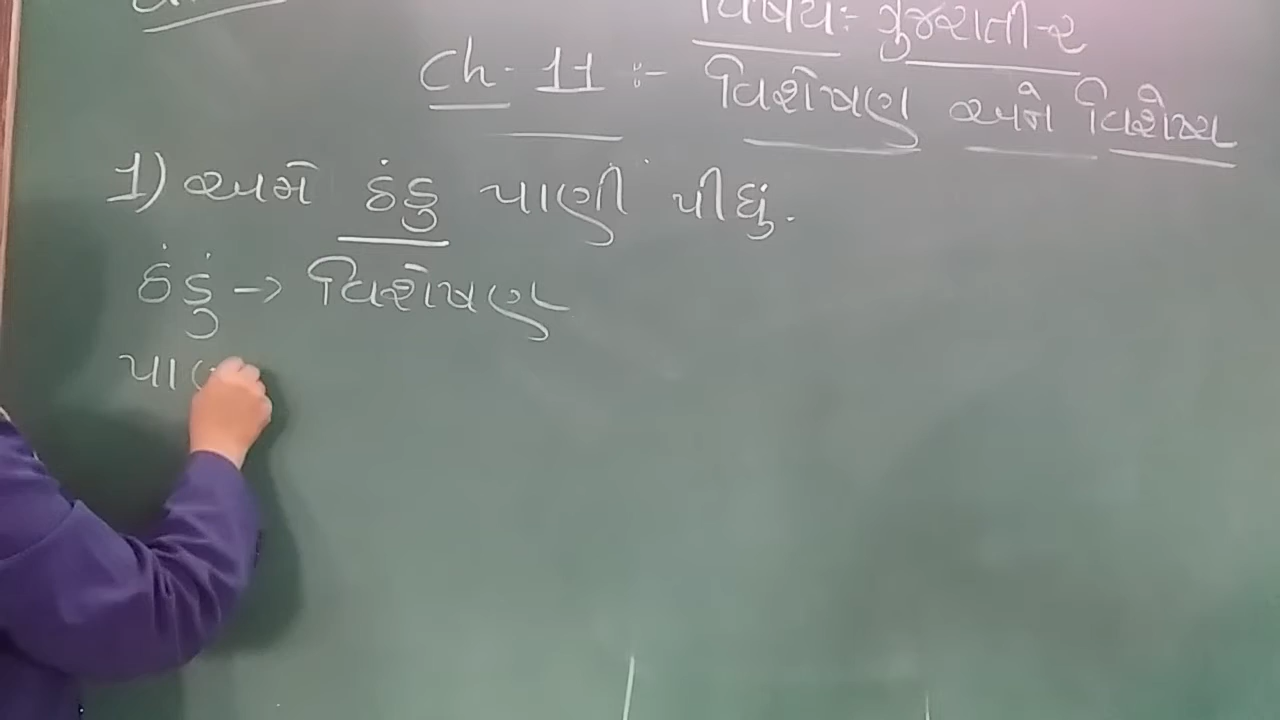 વિષય:- ગુજરાતી-૨
Ch-11 :- વિશેષણ અને વિશેષ્ય
1) અમે ઠંડુ પાણી પીધું.
ઠંડું → વિશેષણ